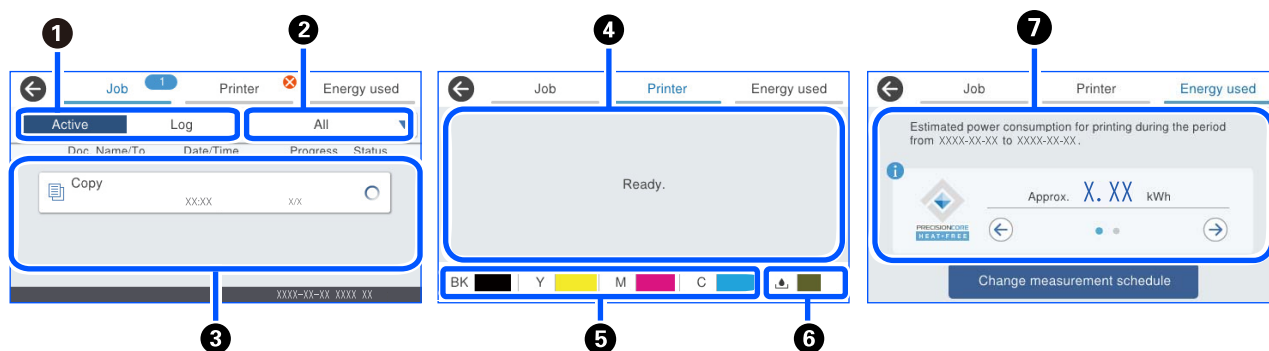 1
2
Job 1 Printer Energy used
Active Log All
Doc. Name/To Date/Time Progress Status
Copy
XX:XX X/X
XXXX-XX-XX XXXX XX
3
4
Job Printer Energy used
Ready.
BK Y M C
5
6
7
Job Printer Energy used
Estimated power consumption for printing during the period
from XXXX-XX-XX to XXXX-XX-XX.
i
Approx. X.XX kWh
PRECISIONCORE
HEAT-FREE
Change measurement schedule